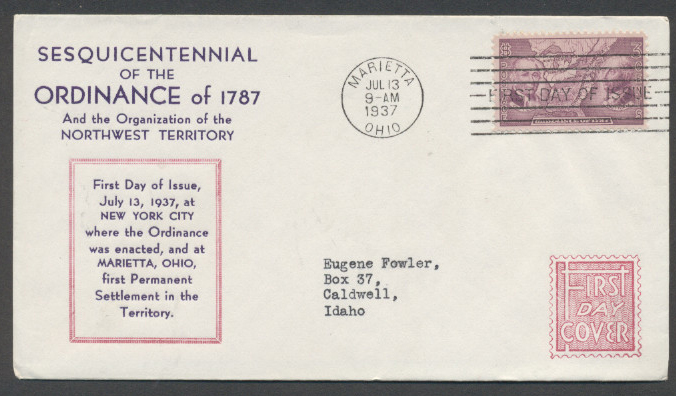 SESQUICENTENNIAL
OF THE
ORDINANCE of 1787
And the Organization of the
NORTHWEST TERRITORY
First Day of Issue,
July 13, 1937, at
NEW YORK CITY
where the Ordinance
was enacted, and at
MARIETTA, OHIO,
first Permanent
Settlement in the
Territory.
MARIETTA
JUL 13
9-AM
1937
OHIO
FIRST DAY OF ISSUE
Eugene Fowler,
Box 37,
Caldwell,
Idaho
FIRST
DAY
COVER